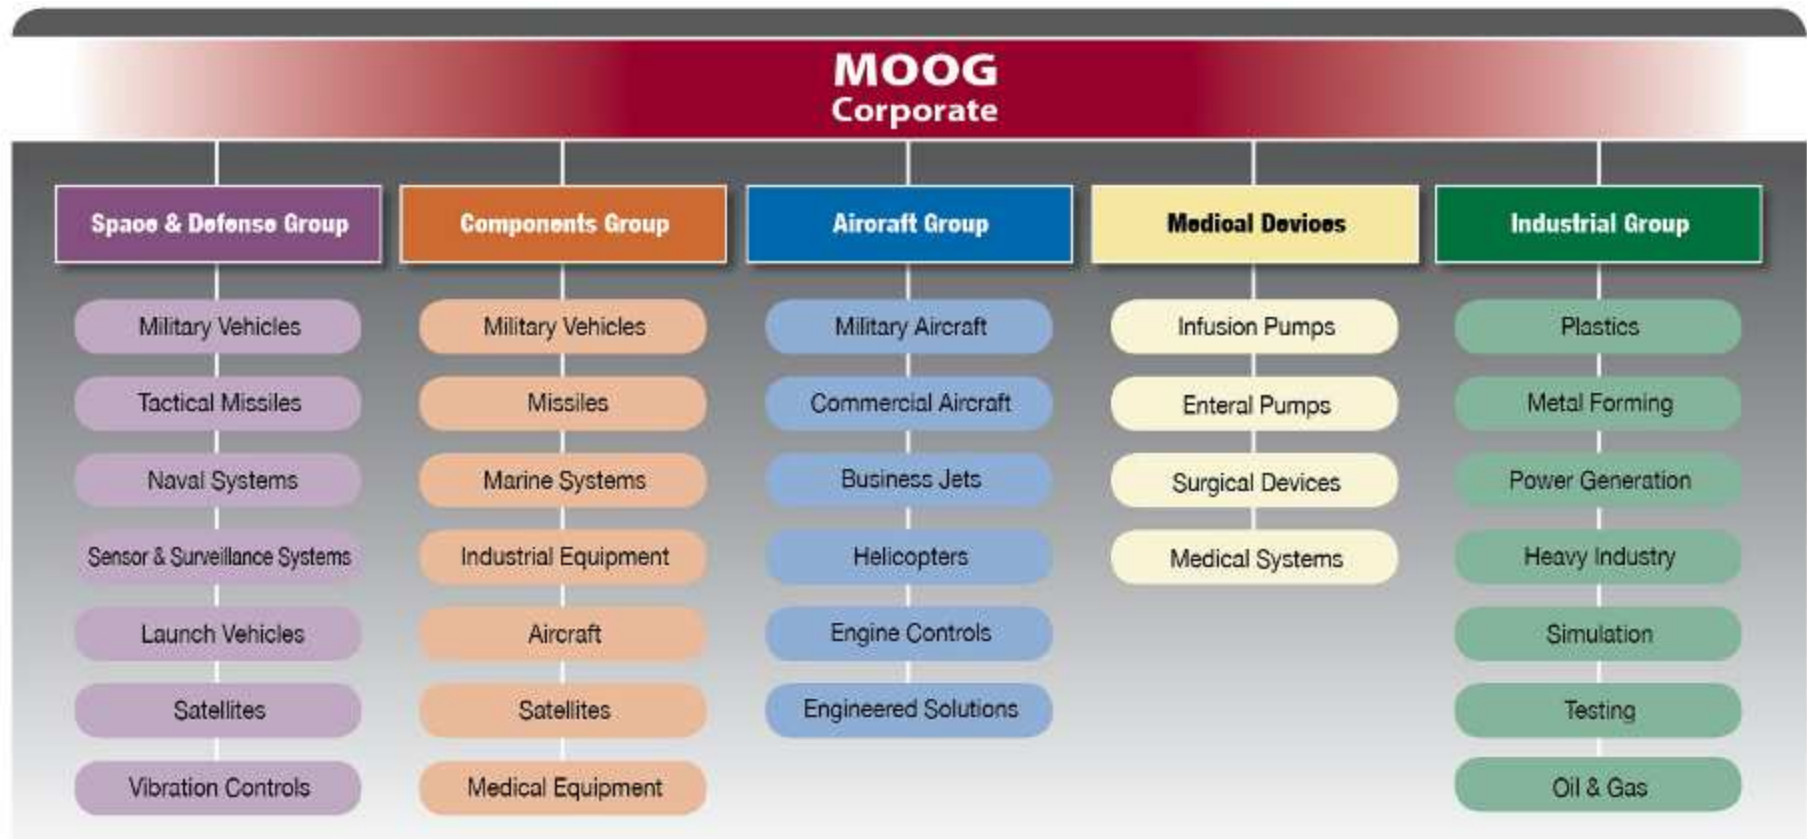 MOOG
Corporate
Space & Defense Group
Military Vehicles
Tactical Missiles
Naval Systems
Sensor & Surveillance Systems
Launch Vehicles
Satellites
Vibration Controls
Components Group
Military Vehicles
Missiles
Marine Systems
Industrial Equipment
Aircraft
Satellites
Medical Equipment
Aircraft Group
Military Aircraft
Commercial Aircraft
Business Jets
Helicopters
Engine Controls
Engineered Solutions
Medical Devices
Infusion Pumps
Enteral Pumps
Surgical Devices
Medical Systems
Industrial Group
Plastics
Metal Forming
Power Generation
Heavy Industry
Simulation
Testing
Oil & Gas